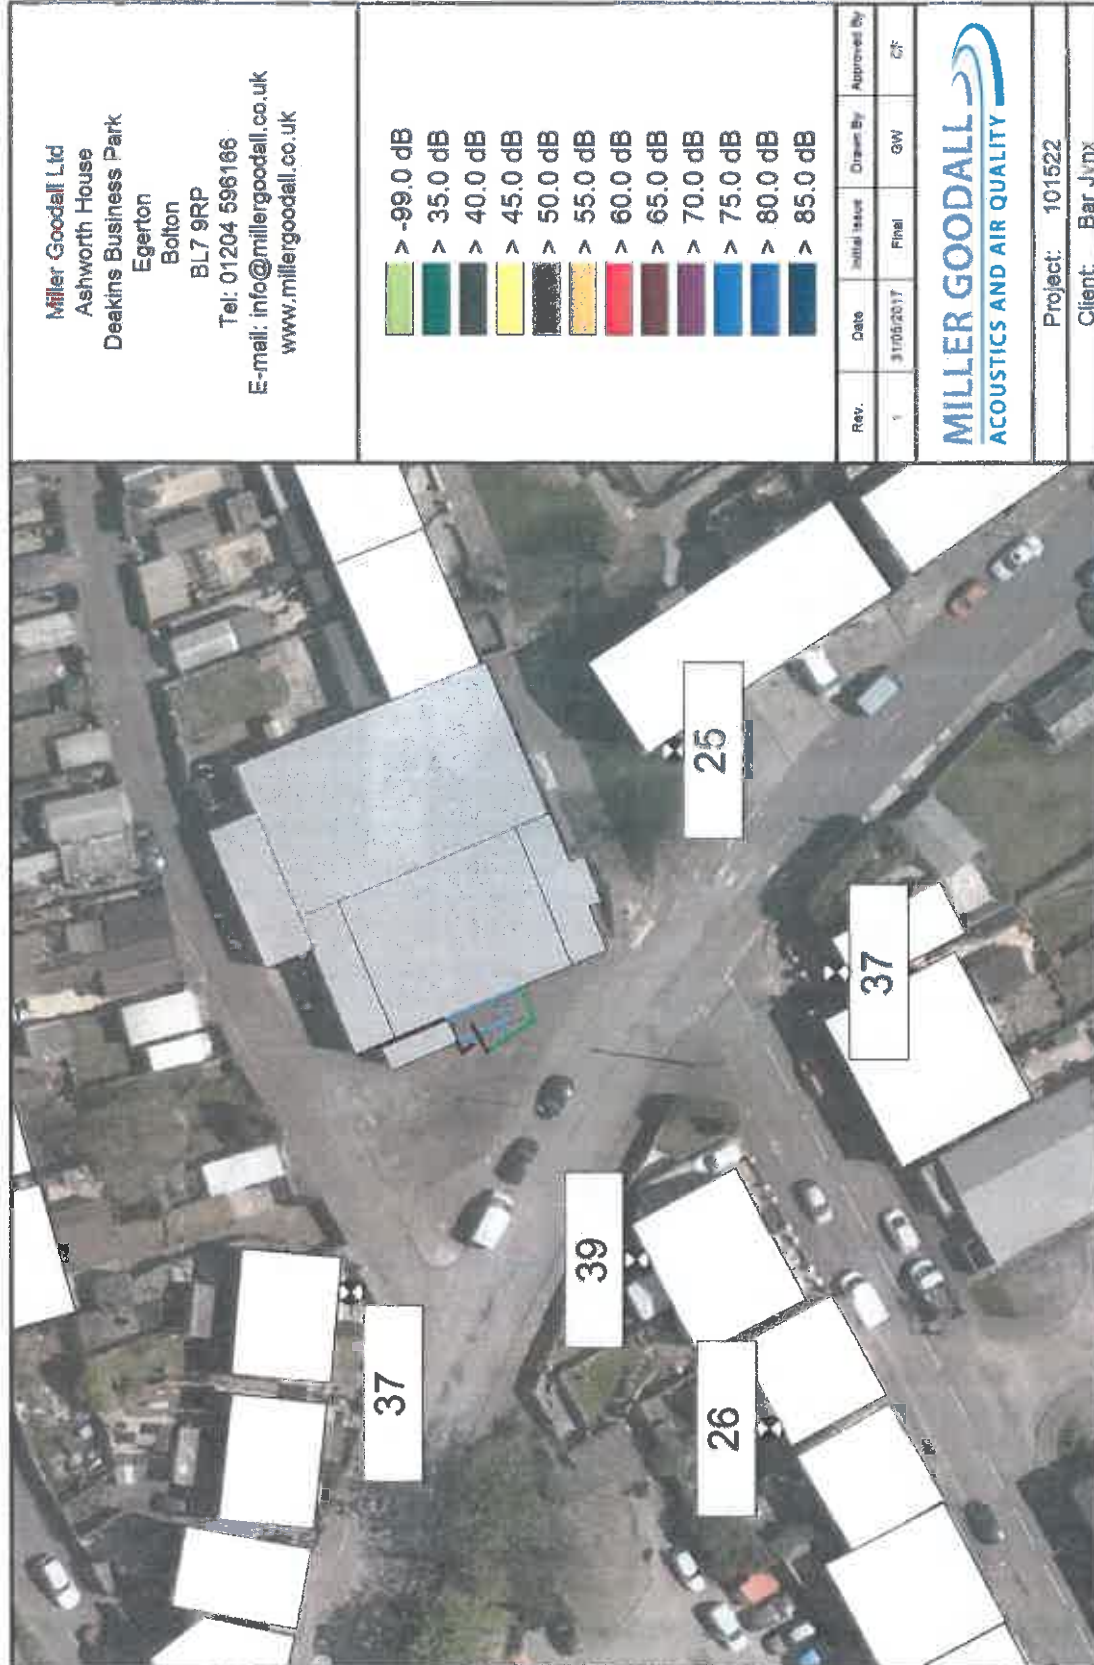 Miller Goodall Ltd
Ashworth House
Deakins Business Park
Egerton
Bolton
BL7 9RP
Tel: 01204 596166
E-mail: info@millergoodall.co.uk
www.millergoodall.co.uk
> -99.0 dB
> 35.0 dB
> 40.0 dB
> 45.0 dB
> 50.0 dB
> 55.0 dB
> 60.0 dB
> 65.0 dB
> 70.0 dB
> 75.0 dB
> 80.0 dB
> 85.0 dB
Rev. Date Initial Issue Drawn By Approved By
1 31/05/2017 Final GW CF
MILLER GOODALL
ACOUSTICS AND AIR QUALITY
Project: 101522
Client: Bar Jynx
37
39
26
25
37